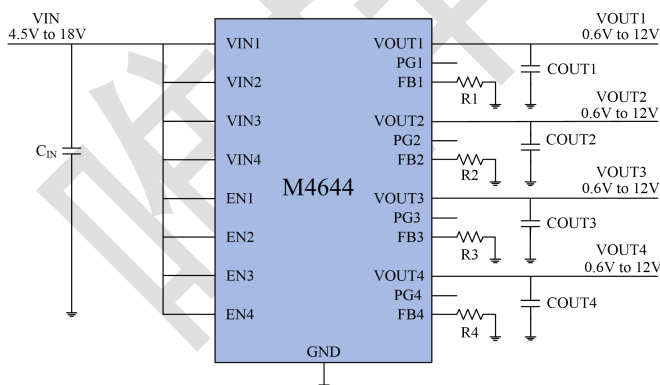 VIN
4.5V to 18V
C_IN
VIN1
VIN2
VIN3
VIN4
EN1
EN2
EN3
EN4
M4644
GND
VOUT1
PG1
FB1
VOUT2
PG2
FB2
VOUT3
PG3
FB3
VOUT4
PG4
FB4
R1
R2
R3
R4
VOUT1
0.6V to 12V
COUT1
VOUT2
0.6V to 12V
COUT2
VOUT3
0.6V to 12V
COUT3
VOUT4
0.6V to 12V
COUT4